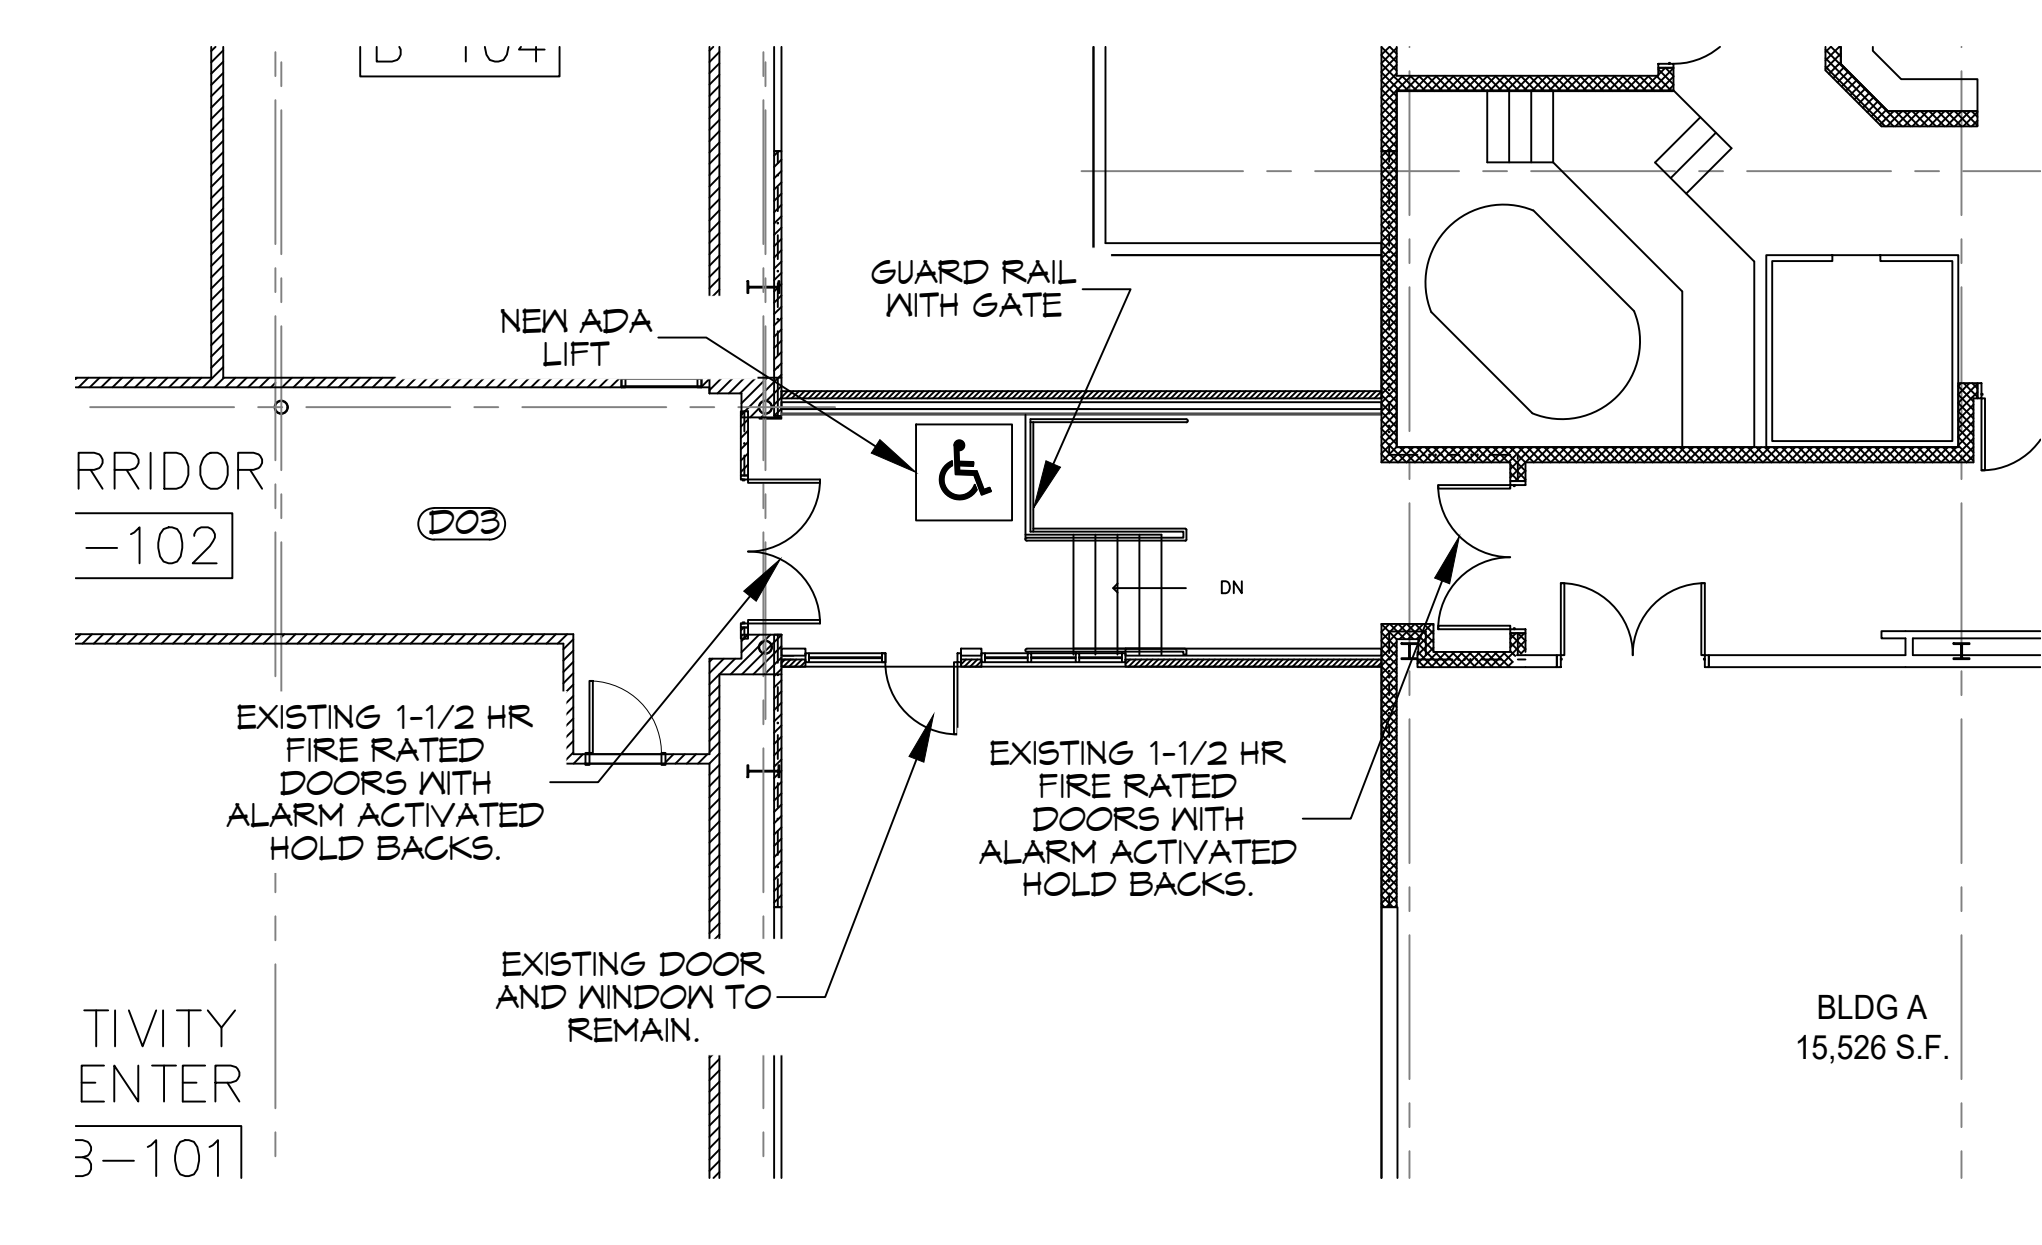 B-104
GUARD RAIL
WITH GATE
NEW ADA
LIFT
RRIDOR
-102
D03
DN
EXISTING 1-1/2 HR
FIRE RATED
DOORS WITH
ALARM ACTIVATED
HOLD BACKS.
EXISTING 1-1/2 HR
FIRE RATED
DOORS WITH
ALARM ACTIVATED
HOLD BACKS.
EXISTING DOOR
AND WINDOW TO
REMAIN.
BLDG A
15,526 S.F.
TIVITY
ENTER
B-101